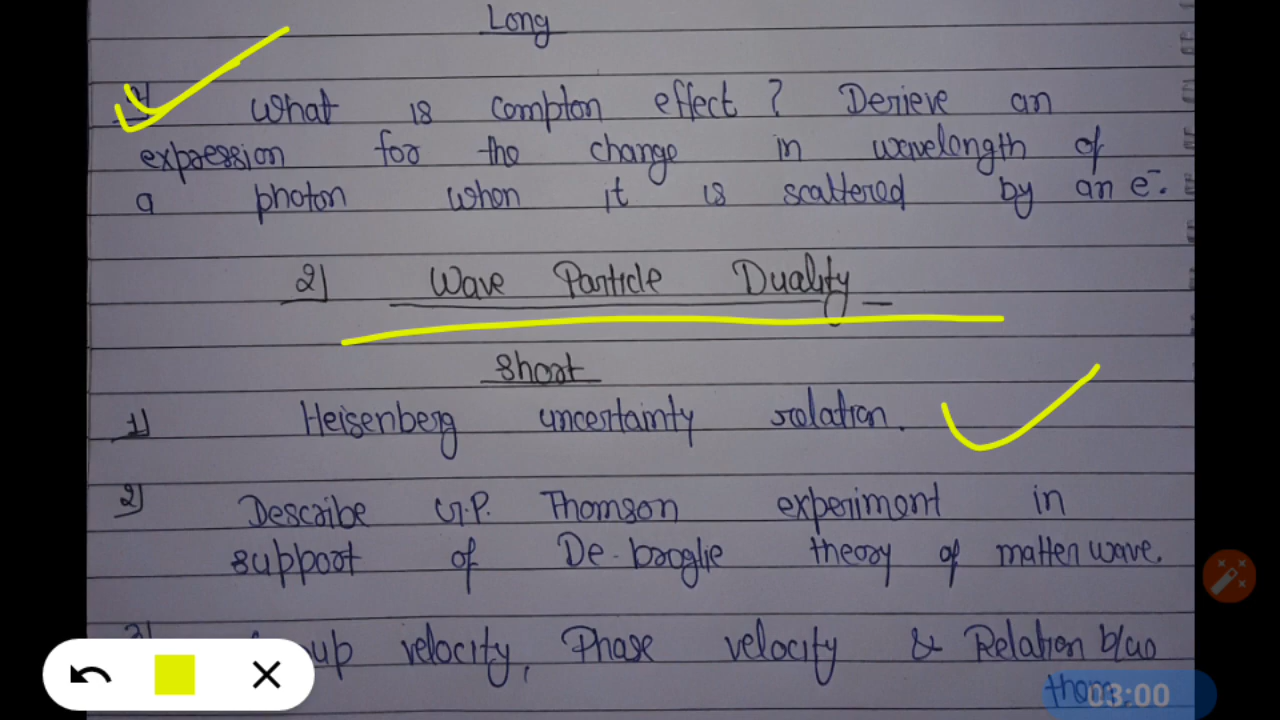 Long
What is compton effect ? Derieve an
expression for the change in wavelength of
a photon when it is scattered by an e⁻.
2) Wave Particle Duality
Short
1) Heisenberg uncertainty relation.
2) Describe G.P. Thomson experiment in
support of De-broglie theory of matter wave.
velocity, Phase velocity & Relation b/w
them.
03:00